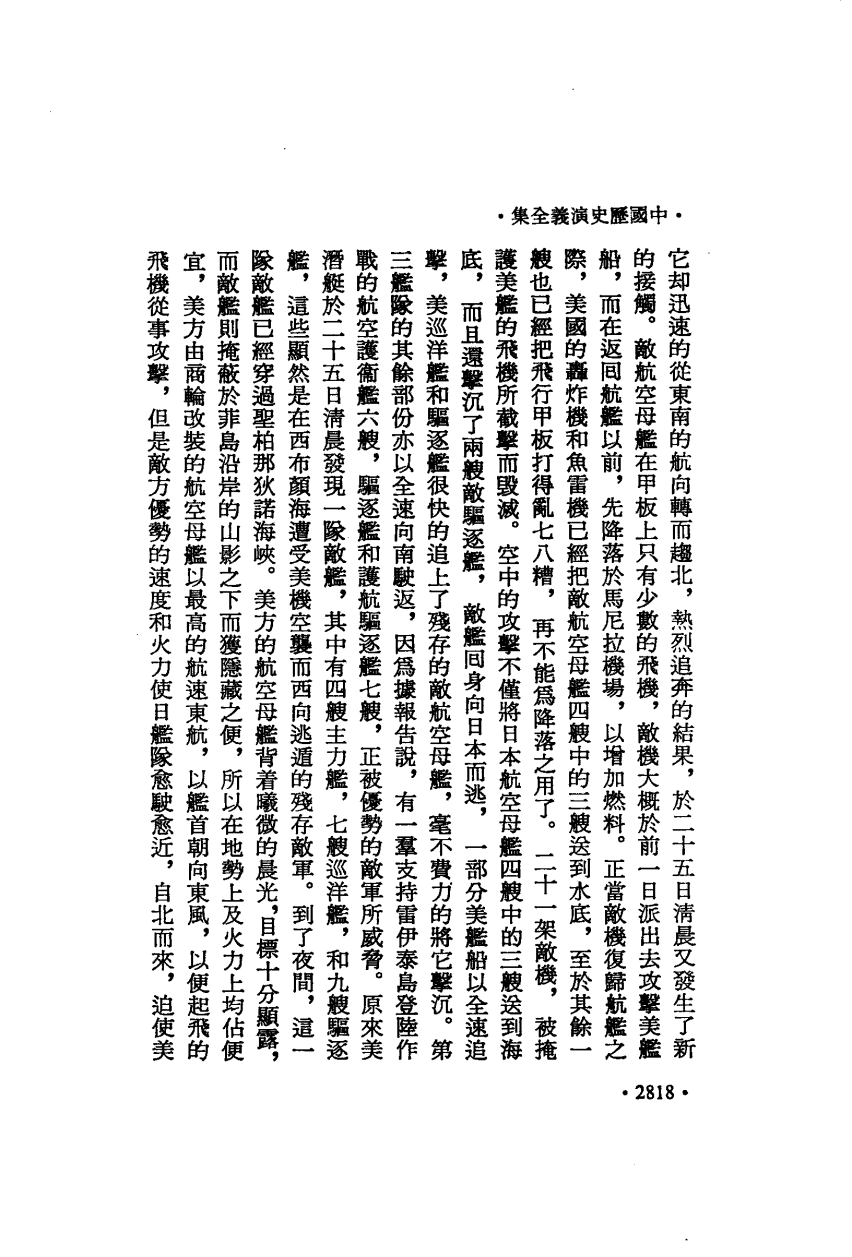 •中國歷史演義全集•
它却迅速的從東南的航向轉而趨北，熱烈追奔的結果，於二十五日清晨又發生了新
的接觸。敵航空母艦在甲板上只有少數的飛機，敵機大概於前一日派出去攻擊美艦
船，而在返囘航艦以前，先降落於馬尼拉機場，以增加燃料。正當敵機復歸航艦之
際，美國的轟炸機和魚雷機已經把敵航空母艦四艘中的三艘送到水底，至於其餘一
艘也已經把飛行甲板打得亂七八糟，再不能爲降落之用了。二十一架敵機，被掩
護美艦的飛機所截擊而毀滅。空中的攻擊不僅將日本航空母艦四艘中的三艘送到海
底，而且還擊沉了兩艘敵驅逐艦，敵艦囘身向日本而逃，一部分美艦船以全速追
擊，美巡洋艦和驅逐艦很快的追上了殘存的敵航空母艦，毫不費力的將它擊沉。第
三艦隊的其餘部份亦以全速向南駛返，因爲據報告說，有一羣支持雷伊泰島登陸作
戰的航空護衞艦六艘，驅逐艦和護航驅逐艦七艘，正被優勢的敵軍所威脅。原來美
潛艇於二十五日清晨發現一隊敵艦，其中有四艘主力艦，七艘巡洋艦，和九艘驅逐
艦，這些顯然是在西布顏海遭受美機空襲而西向逃遁的殘存敵軍。到了夜間，這一
隊敵艦已經穿過聖柏那狄諾海峽。美方的航空母艦背着曦微的晨光，目標十分顯露，
而敵艦則掩蔽於菲島沿岸的山影之下而獲隱藏之便，所以在地勢上及火力上均佔便
宜，美方由商輪改裝的航空母艦以最高的航速東航，以艦首朝向東風，以便起飛的
飛機從事攻擊，但是敵方優勢的速度和火力使日艦隊愈駛愈近，自北而來，迫使美
•2818•